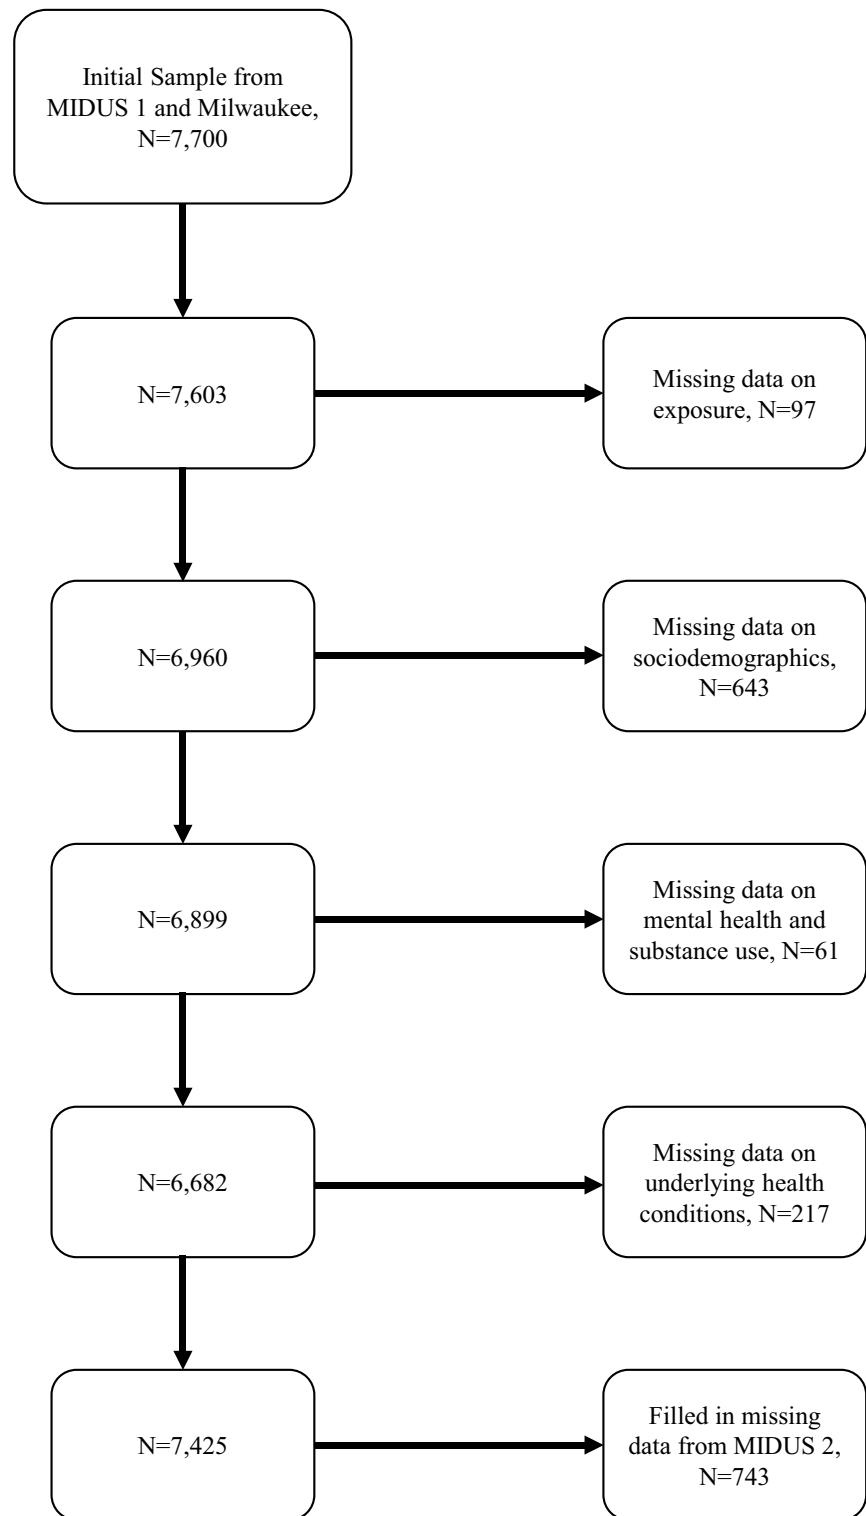 Initial Sample from
MIDUS 1 and Milwaukee,
N=7,700
N=7,603
Missing data on
exposure, N=97
N=6,960
Missing data on
sociodemographics,
N=643
N=6,899
Missing data on
mental health and
substance use, N=61
N=6,682
Missing data on
underlying health
conditions, N=217
N=7,425
Filled in missing
data from MIDUS 2,
N=743